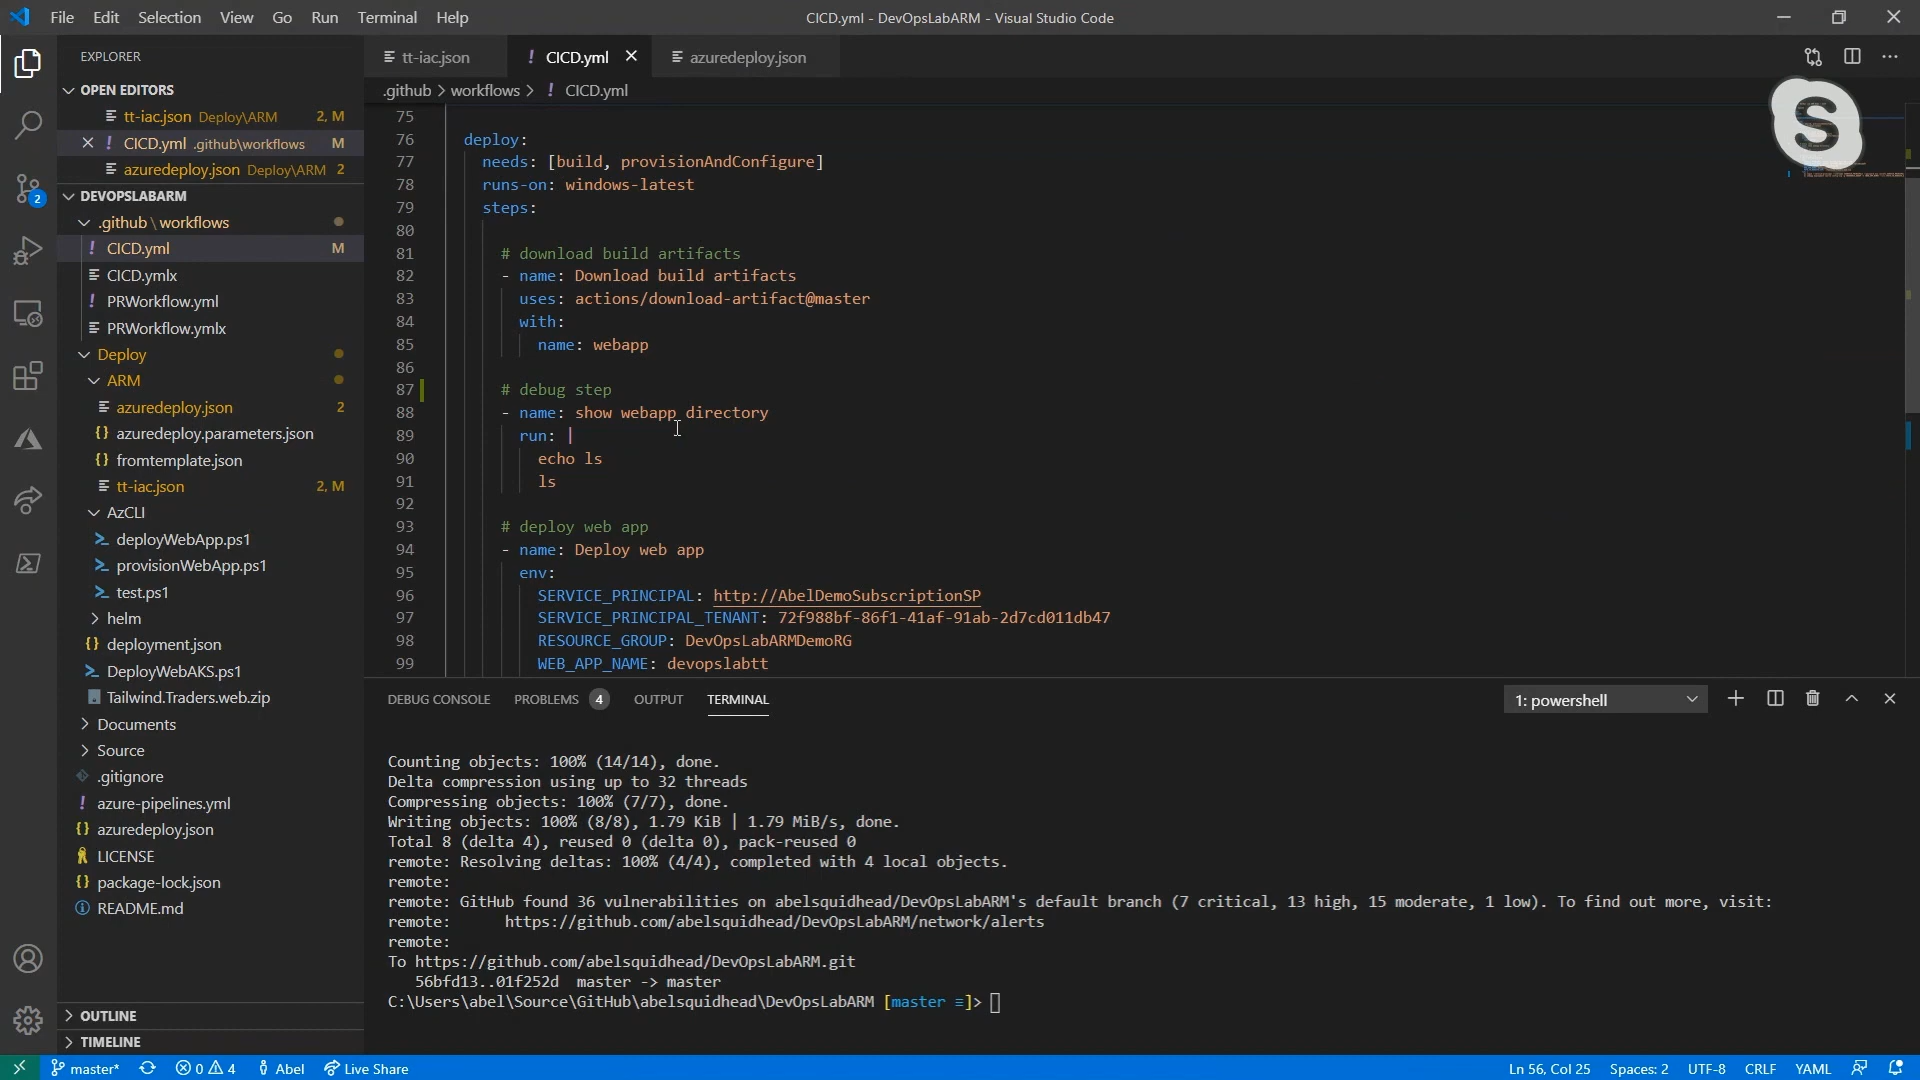 File Edit Selection View Go Run Terminal Help
CICD.yml - DevOpsLabARM - Visual Studio Code
EXPLORER
OPEN EDITORS
tt-iac.json Deploy\ARM 2, M
CICD.yml .github\workflows M
azuredeploy.json Deploy\ARM 2
DEVOPSLABARM
.github \ workflows
CICD.yml M
CICD.ymlx
PRWorkflow.yml
PRWorkflow.ymlx
Deploy
ARM
azuredeploy.json 2
azuredeploy.parameters.json
fromtemplate.json
tt-iac.json 2, M
AzCLI
deployWebApp.ps1
provisionWebApp.ps1
test.ps1
helm
deployment.json
DeployWebAKS.ps1
Tailwind.Traders.web.zip
Documents
Source
.gitignore
azure-pipelines.yml
azuredeploy.json
LICENSE
package-lock.json
README.md
OUTLINE
TIMELINE
2
tt-iac.json
CICD.yml
azuredeploy.json
.github > workflows > ! CICD.yml
75
76 deploy:
77 needs: [build, provisionAndConfigure]
78 runs-on: windows-latest
79 steps:
80
81 # download build artifacts
82 - name: Download build artifacts
83 uses: actions/download-artifact@master
84 with:
85 name: webapp
86
87 # debug step
88 - name: show webapp directory
89 run: |
90 echo ls
91 ls
92
93 # deploy web app
94 - name: Deploy web app
95 env:
96 SERVICE_PRINCIPAL: http://AbelDemoSubscriptionSP
97 SERVICE_PRINCIPAL_TENANT: 72f988bf-86f1-41af-91ab-2d7cd011db47
98 RESOURCE_GROUP: DevOpsLabARMDemoRG
99 WEB_APP_NAME: devopslabtt
DEBUG CONSOLE PROBLEMS 4 OUTPUT TERMINAL
1: powershell
Counting objects: 100% (14/14), done.
Delta compression using up to 32 threads
Compressing objects: 100% (7/7), done.
Writing objects: 100% (8/8), 1.79 KiB | 1.79 MiB/s, done.
Total 8 (delta 4), reused 0 (delta 0), pack-reused 0
remote: Resolving deltas: 100% (4/4), completed with 4 local objects.
remote:
remote: GitHub found 36 vulnerabilities on abelsquidhead/DevOpsLabARM's default branch (7 critical, 13 high, 15 moderate, 1 low). To find out more, visit:
remote: https://github.com/abelsquidhead/DevOpsLabARM/network/alerts
remote:
To https://github.com/abelsquidhead/DevOpsLabARM.git
56bfd13..01f252d master -> master
C:\Users\abel\Source\GitHub\abelsquidhead\DevOpsLabARM [master ≡]>
master* 0 4 Abel Live Share
Ln 56, Col 25 Spaces: 2 UTF-8 CRLF YAML